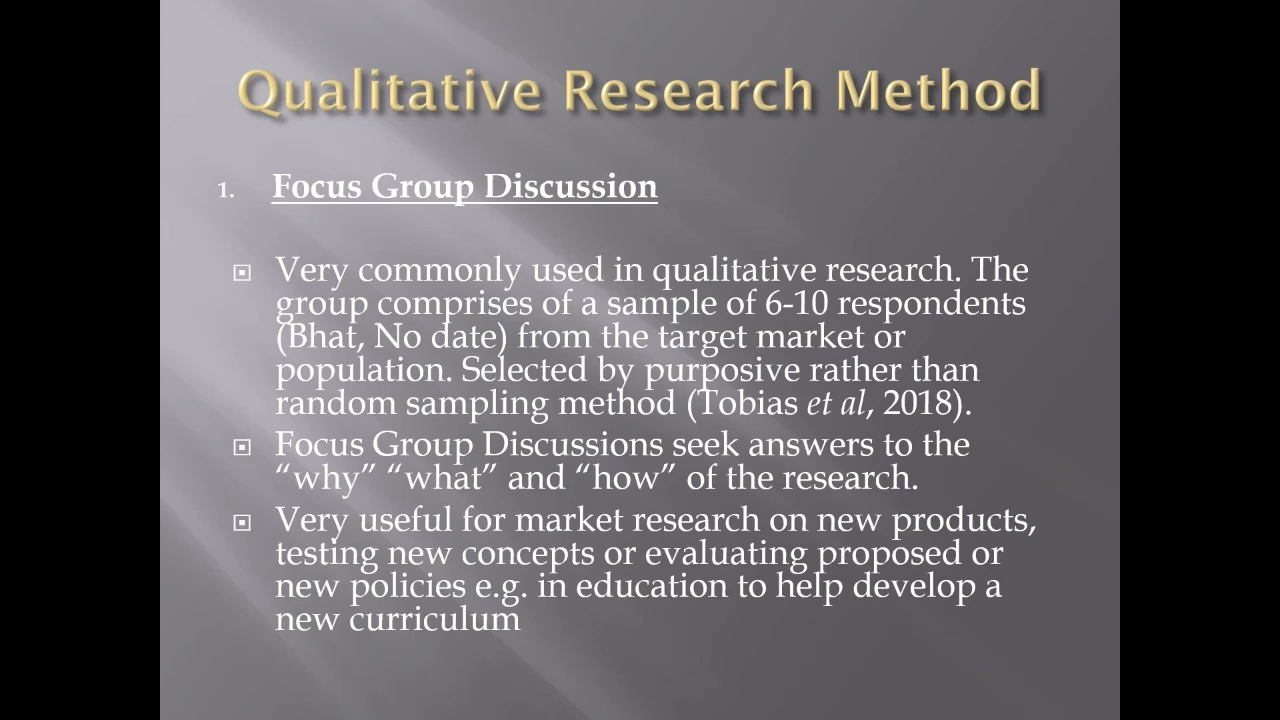 Qualitative Research Method
1. Focus Group Discussion
Very commonly used in qualitative research. The
group comprises of a sample of 6-10 respondents
(Bhat, No date) from the target market or
population. Selected by purposive rather than
random sampling method (Tobias et al, 2018).
Focus Group Discussions seek answers to the
“why” “what” and “how” of the research.
Very useful for market research on new products,
testing new concepts or evaluating proposed or
new policies e.g. in education to help develop a
new curriculum